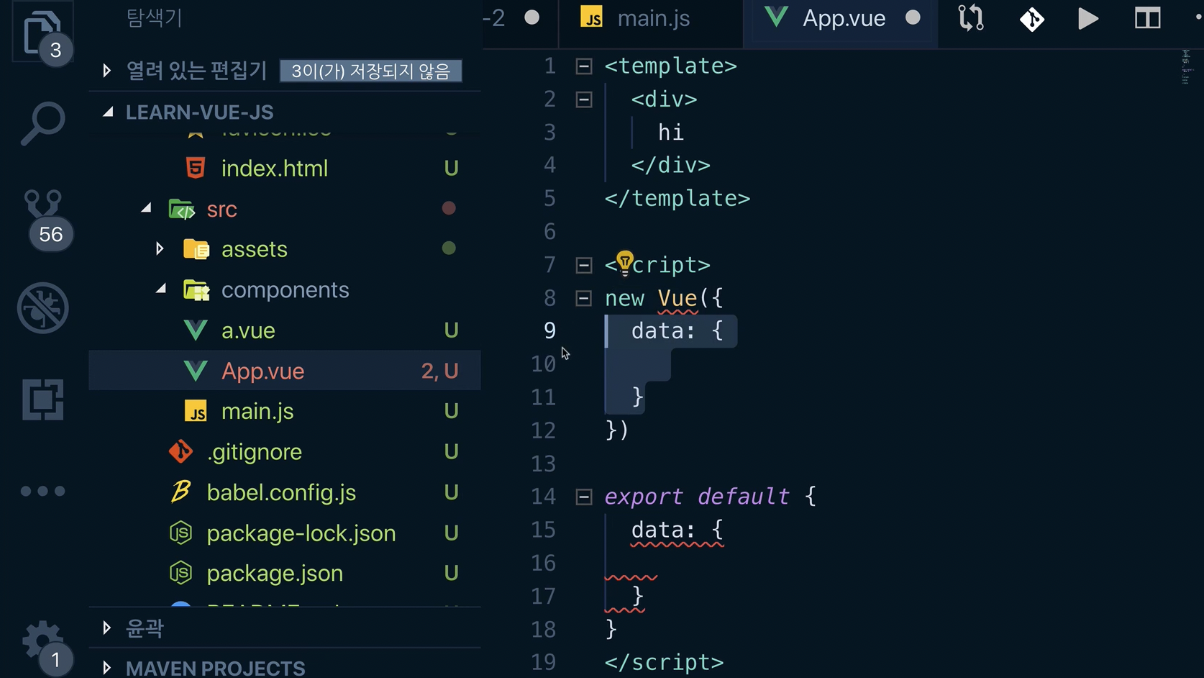 탐색기
3
열려 있는 편집기 3이(가) 저장되지 않음
LEARN-VUE-JS
index.html U
src
assets
56
components
a.vue U
App.vue 2, U
main.js U
.gitignore U
babel.config.js U
package-lock.json U
package.json U
윤곽
1
MAVEN PROJECTS
-2 JS main.js App.vue
1 <template>
2 <div>
3 hi
4 </div>
5 </template>
6
7 <script>
8 new Vue({
9 data: {
10
11 }
12 })
13
14 export default {
15 data: {
16
17 }
18 }
19 </script>